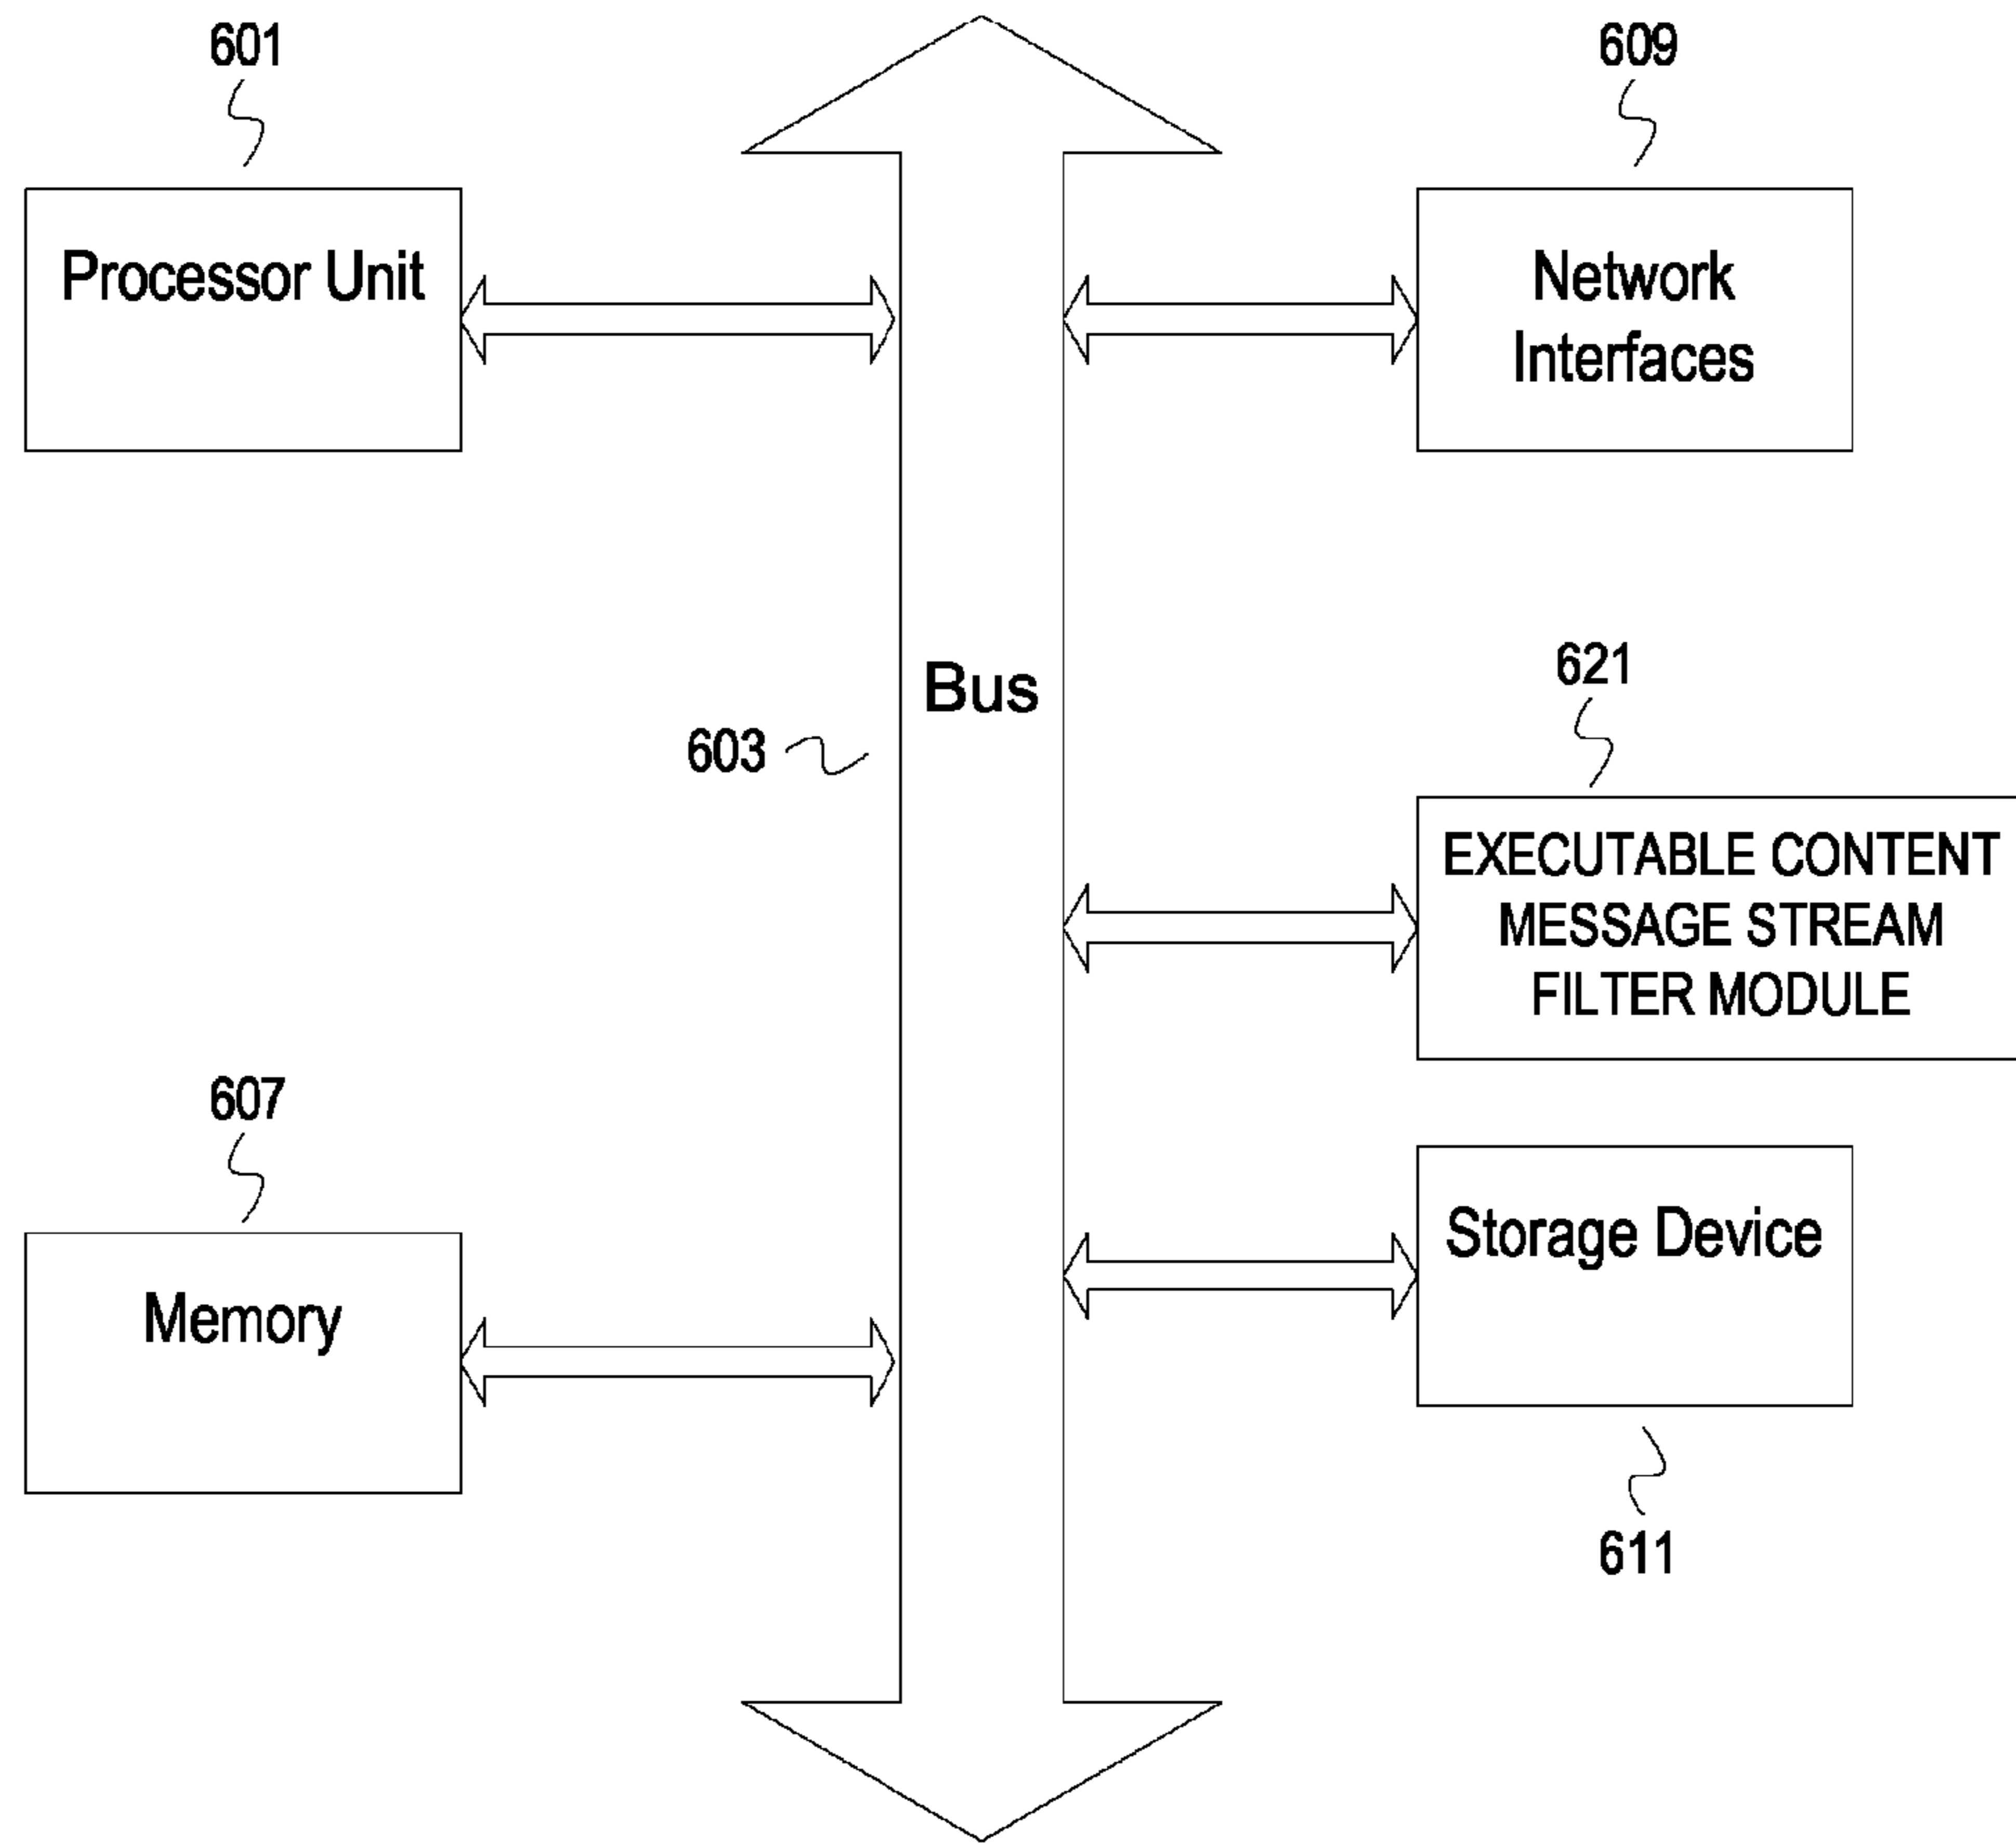 601
Processor Unit
609
Network
Interfaces
Bus
603
621
EXECUTABLE CONTENT
MESSAGE STREAM
FILTER MODULE
607
Memory
Storage Device
611